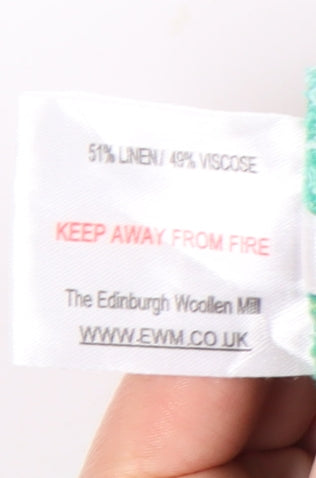 51% LINEN / 49% VISCOSE
KEEP AWAY FROM FIRE
The Edinburgh Woollen Mill
WWW.EWM.CO.UK